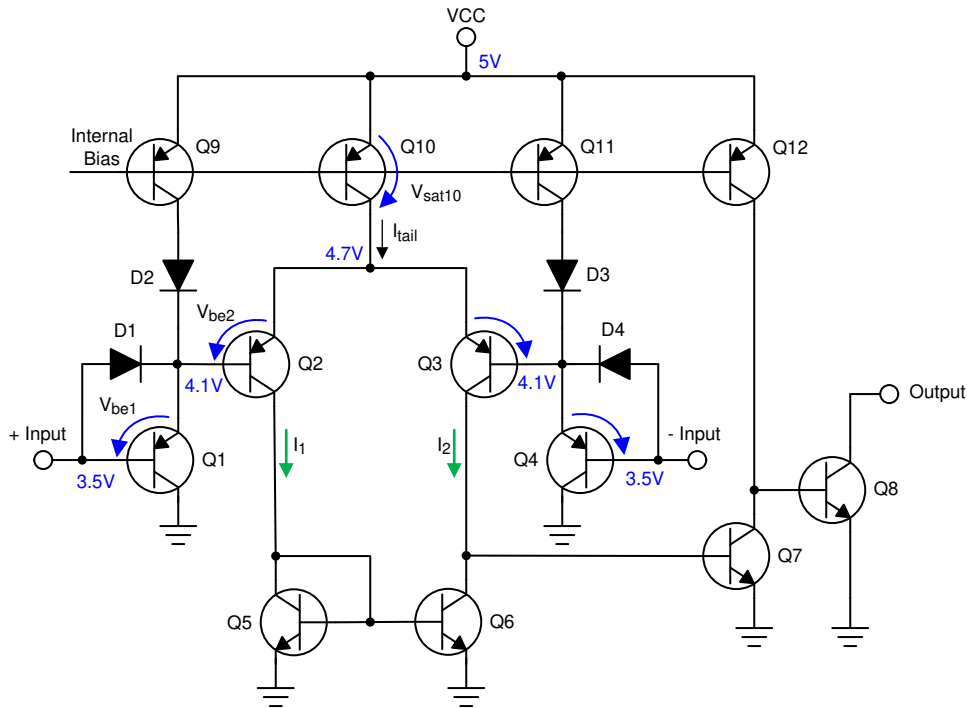 VCC
5V
Internal
Bias
Q9
Q10
Q11
Q12
Vsat10
Itail
4.7V
D2
D3
Vbe2
D1
D4
Q2
Q3
4.1V
4.1V
Output
Vbe1
+ Input
I1
I2
- Input
Q1
Q4
3.5V
3.5V
Q8
Q7
Q5
Q6